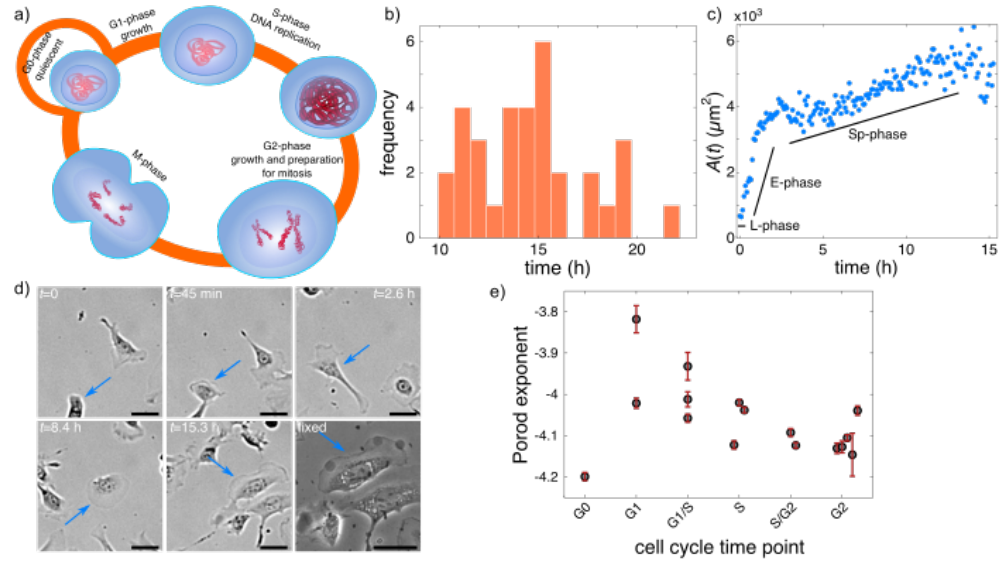 a)
G0-phase
quiescent
G1-phase
growth
S-phase
DNA replication
G2-phase
growth and preparation
for mitosis
M-phase
b)
frequency
6
4
2
0
10
15
20
time (h)
c)
×10³
A(t) (μm²)
6
4
2
0
0
5
10
15
Sp-phase
E-phase
L-phase
time (h)
d)
t=0
t=45 min
t=2.6 h
t=8.4 h
t=15.3 h
fixed
e)
Porod exponent
-3.8
-3.9
-4
-4.1
-4.2
G0
G1
G1/S
S
S/G2
G2
cell cycle time point